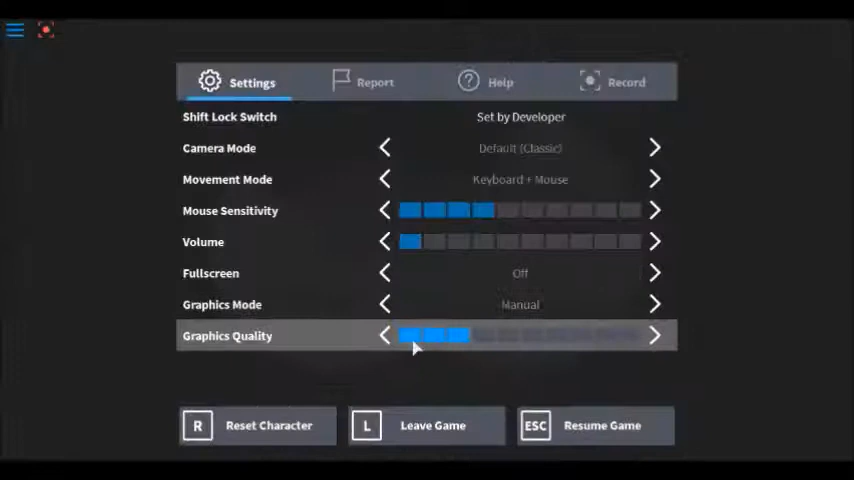 Settings Report Help Record
Shift Lock Switch Set by Developer
Camera Mode Default (Classic)
Movement Mode Keyboard + Mouse
Mouse Sensitivity
Volume
Fullscreen Off
Graphics Mode Manual
Graphics Quality
R Reset Character L Leave Game ESC Resume Game